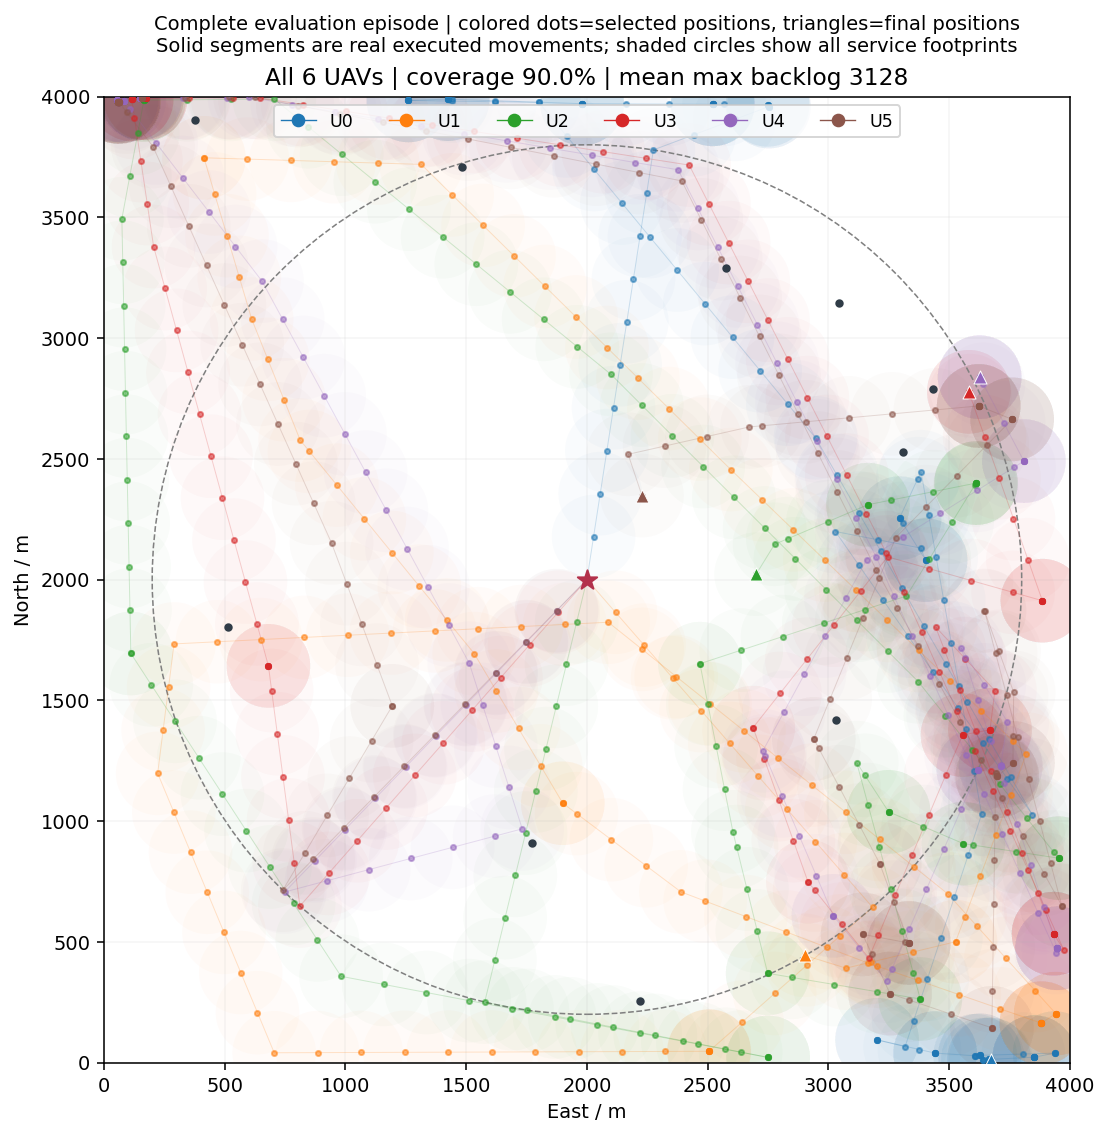 Complete evaluation episode | colored dots=selected positions, triangles=final positions
Solid segments are real executed movements; shaded circles show all service footprints
All 6 UAVs | coverage 90.0% | mean max backlog 3128
U0 U1 U2 U3 U4 U5
4000
3500
3000
2500
2000
1500
1000
500
0
North / m
0 500 1000 1500 2000 2500 3000 3500 4000
East / m